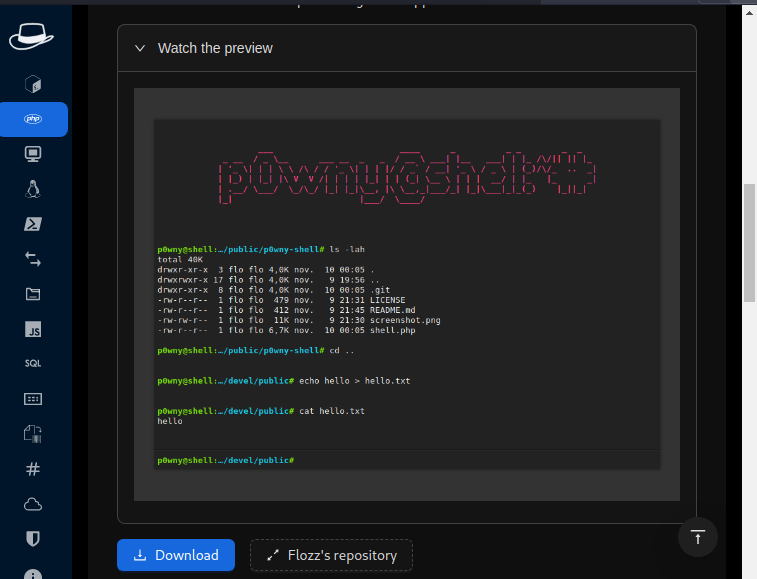 Watch the preview
p0wny@shell:…/public/p0wny-shell# ls -lah
total 40K
drwxr-xr-x  3 flo flo 4,0K nov.  10 00:05 .
drwxrwxr-x 17 flo flo 4,0K nov.   9 19:56 ..
drwxr-xr-x  8 flo flo 4,0K nov.  10 00:05 .git
-rw-r--r--  1 flo flo  479 nov.   9 21:31 LICENSE
-rw-r--r--  1 flo flo  412 nov.   9 21:45 README.md
-rw-rw-r--  1 flo flo  11K nov.   9 21:30 screenshot.png
-rw-r--r--  1 flo flo 6,7K nov.  10 00:05 shell.php
p0wny@shell:…/public/p0wny-shell# cd ..
p0wny@shell:…/devel/public# echo hello > hello.txt
p0wny@shell:…/devel/public# cat hello.txt
hello
p0wny@shell:…/devel/public#
php
JS
SQL
#
Download
Flozz's repository